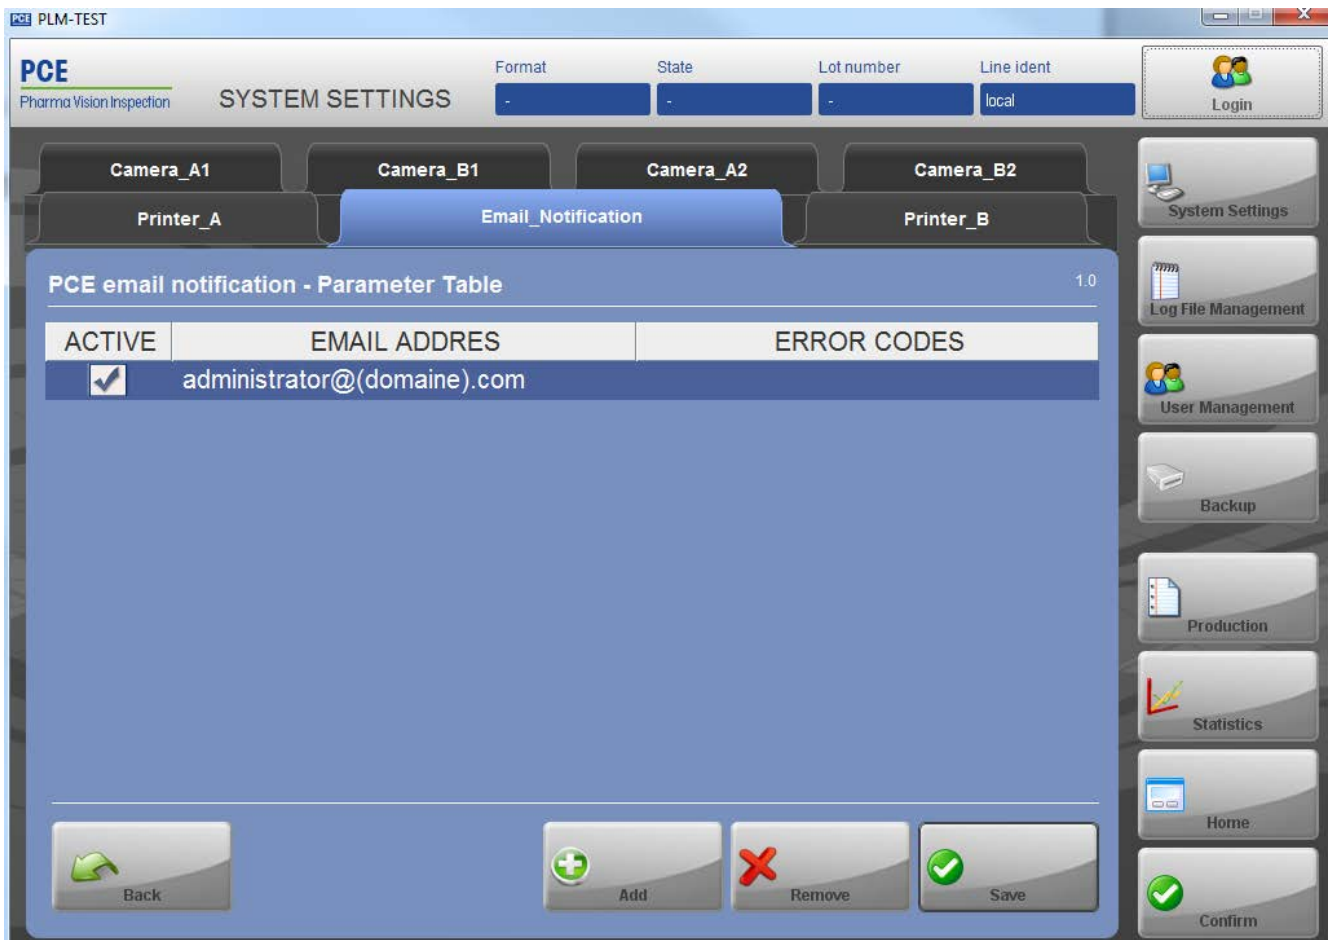 PCE PLM-TEST
PCE
Pharma Vision Inspection
SYSTEM SETTINGS
Format
State
Lot number
Line ident
-
-
-
local
Login
Camera_A1
Camera_B1
Camera_A2
Camera_B2
Printer_A
Email_Notification
Printer_B
System Settings
PCE email notification - Parameter Table
1.0
Log File Management
ACTIVE
EMAIL ADDRES
ERROR CODES
administrator@(domaine).com
User Management
Backup
Production
Statistics
Home
Back
Add
Remove
Save
Confirm